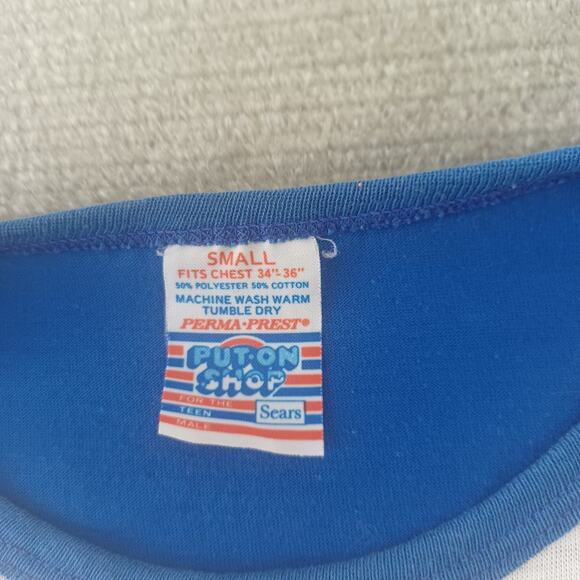 SMALL
FITS CHEST 34"-36"
50% POLYESTER 50% COTTON
MACHINE WASH WARM
TUMBLE DRY
PERMA-PREST®
PUT-ON
SHOP
FOR THE
TEEN
MALE
Sears